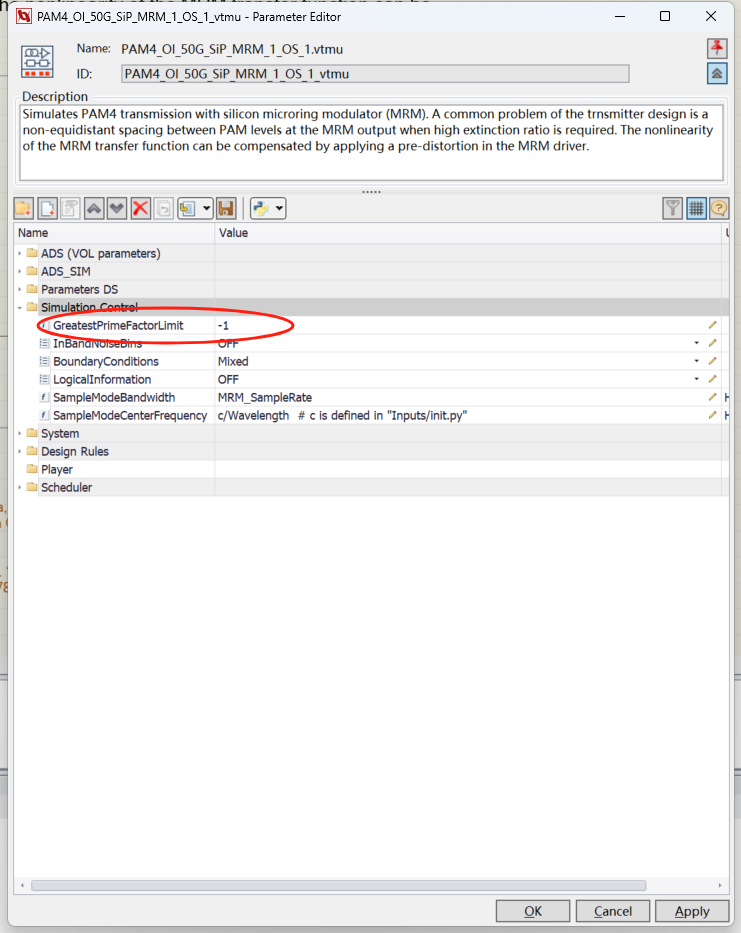 PAM4_OI_50G_SiP_MRM_1_OS_1_vtmu - Parameter Editor
Name: PAM4_OI_50G_SiP_MRM_1_OS_1.vtmu
ID: PAM4_OI_50G_SiP_MRM_1_OS_1_vtmu
Description
Simulates PAM4 transmission with silicon microring modulator (MRM). A common problem of the trnsmitter design is a
non-equidistant spacing between PAM levels at the MRM output when high extinction ratio is required. The nonlinearity
of the MRM transfer function can be compensated by applying a pre-distortion in the MRM driver.
Name Value
ADS (VOL parameters)
ADS_SIM
Parameters DS
Simulation Control
GreatestPrimeFactorLimit -1
InBandNoiseBins OFF
BoundaryConditions Mixed
LogicalInformation OFF
SampleModeBandwidth MRM_SampleRate
SampleModeCenterFrequency c/Wavelength # c is defined in "Inputs/init.py"
System
Design Rules
Player
Scheduler
OK Cancel Apply